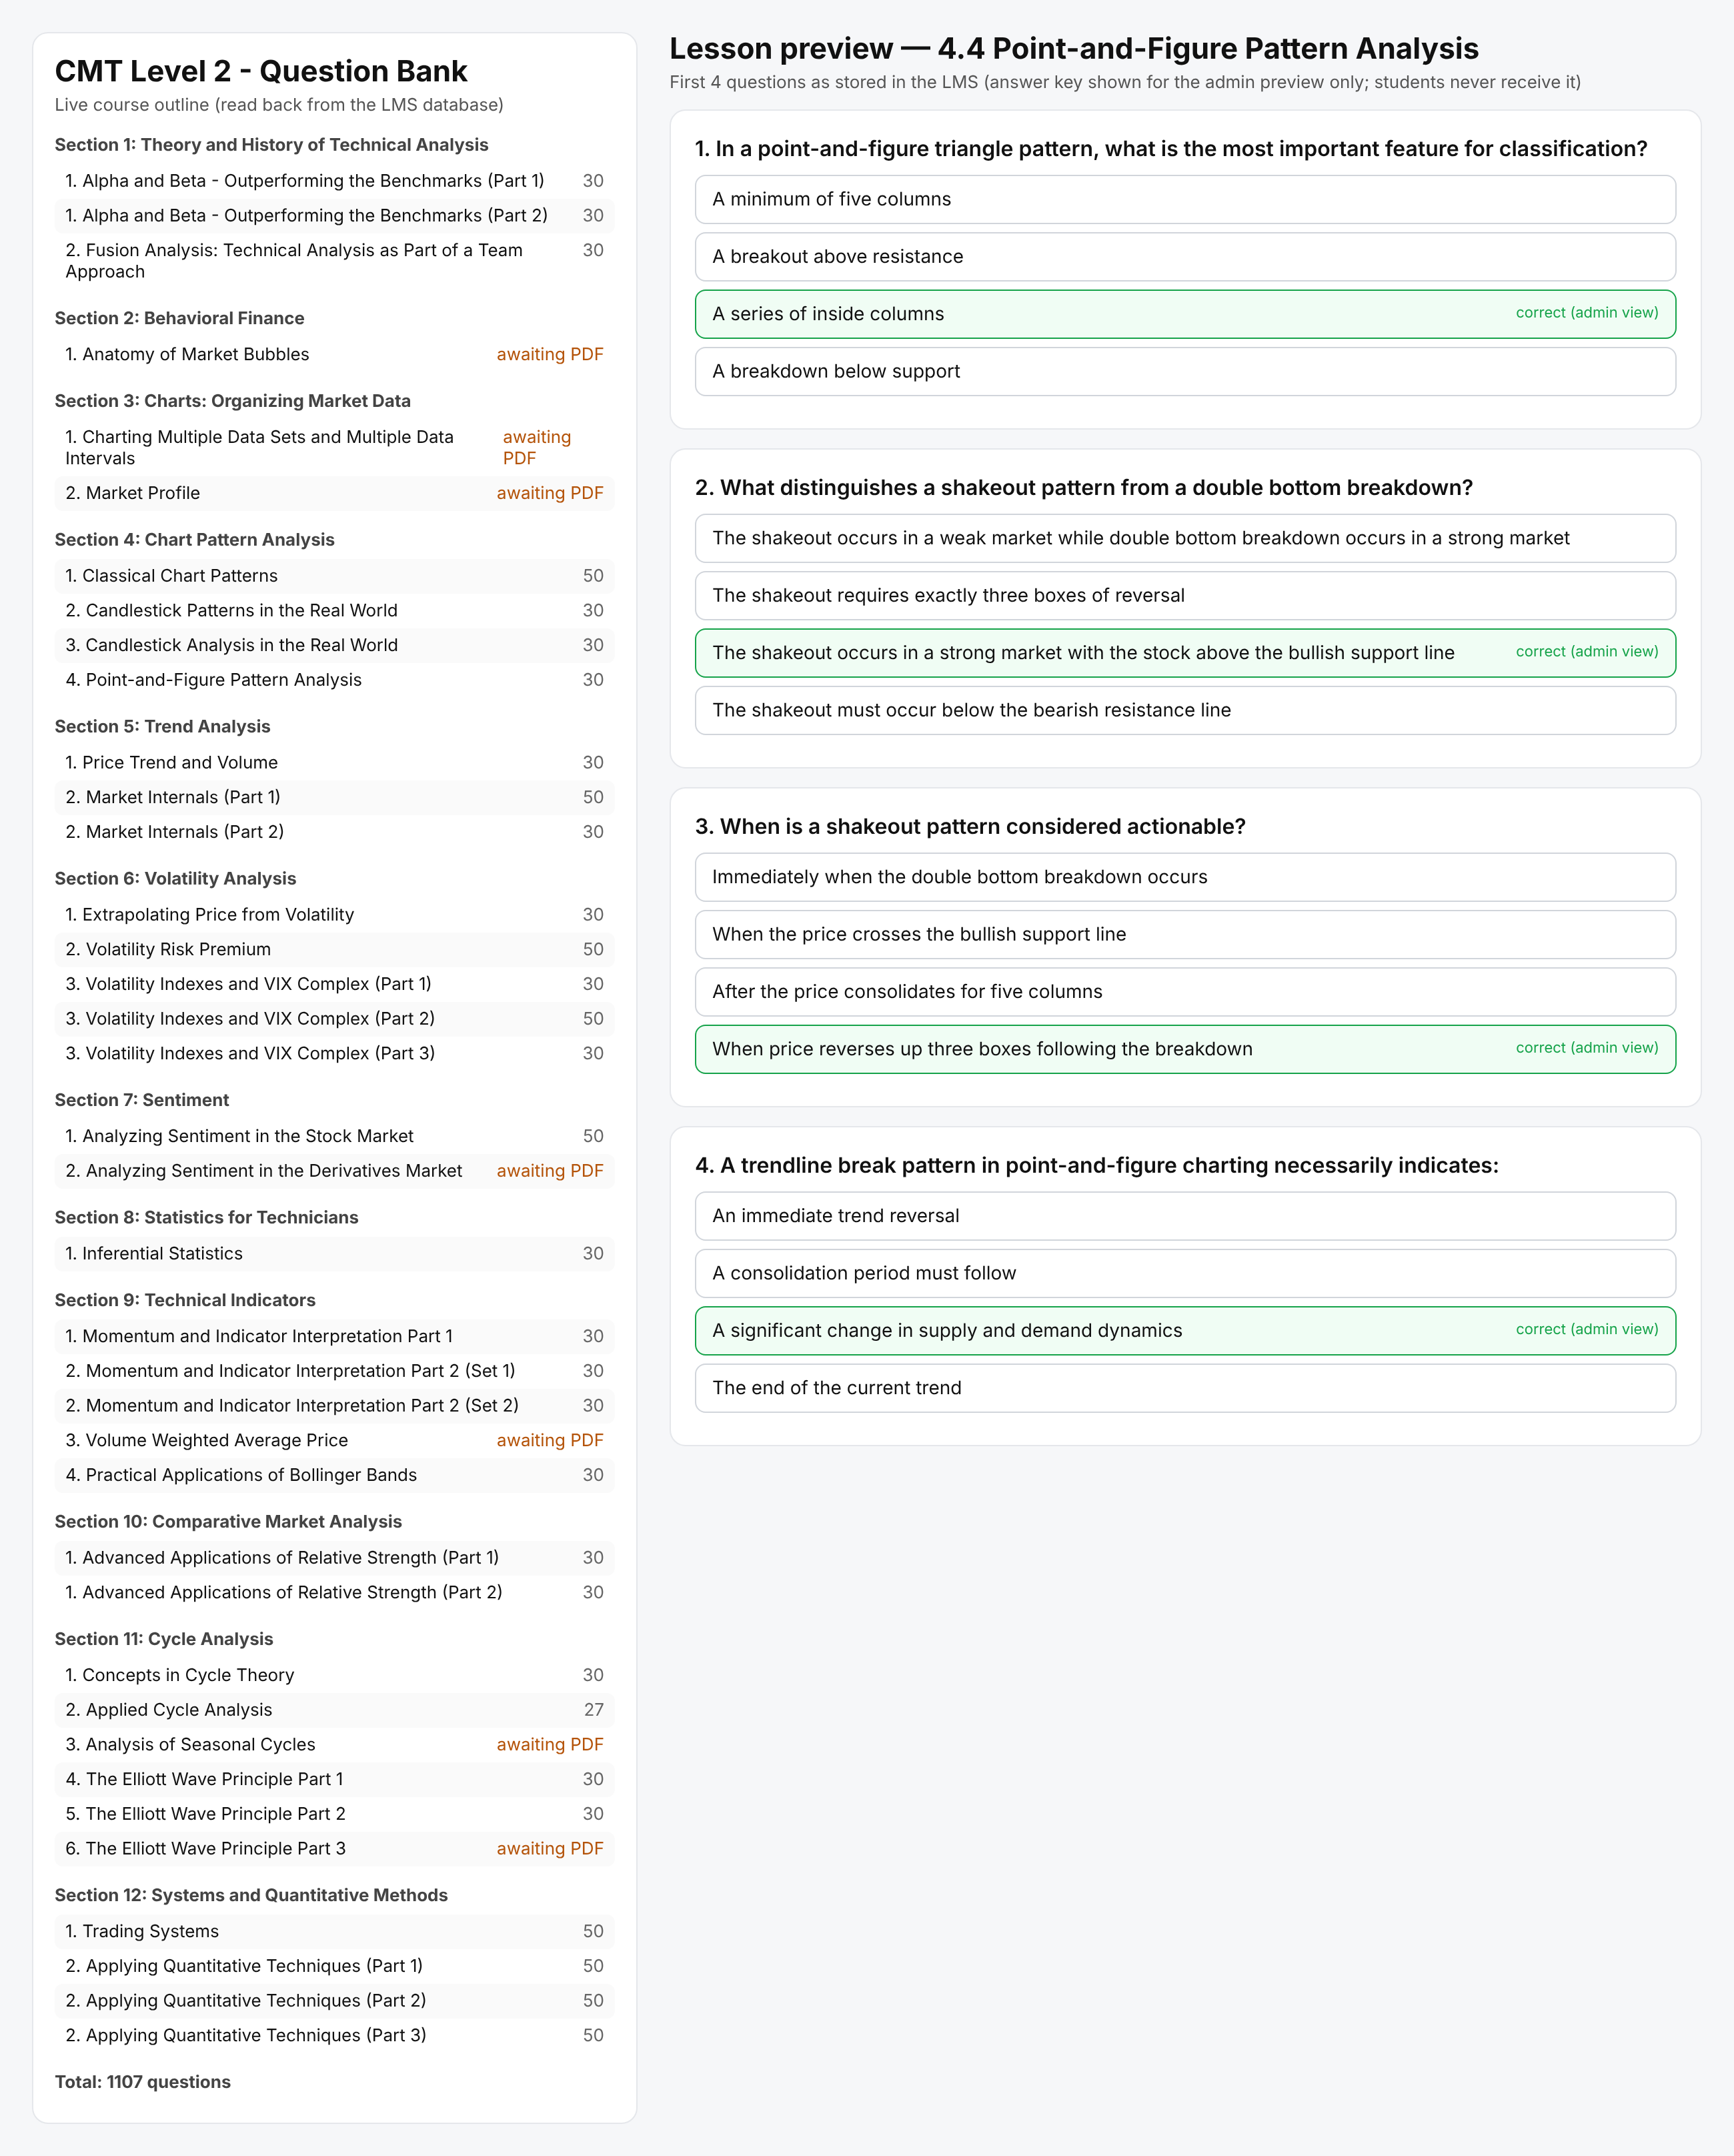 CMT Level 2 - Question Bank
Live course outline (read back from the LMS database)
Section 1: Theory and History of Technical Analysis
1. Alpha and Beta - Outperforming the Benchmarks (Part 1) 30
1. Alpha and Beta - Outperforming the Benchmarks (Part 2) 30
2. Fusion Analysis: Technical Analysis as Part of a Team 30
Approach
Section 2: Behavioral Finance
1. Anatomy of Market Bubbles awaiting PDF
Section 3: Charts: Organizing Market Data
1. Charting Multiple Data Sets and Multiple Data awaiting
Intervals PDF
2. Market Profile awaiting PDF
Section 4: Chart Pattern Analysis
1. Classical Chart Patterns 50
2. Candlestick Patterns in the Real World 30
3. Candlestick Analysis in the Real World 30
4. Point-and-Figure Pattern Analysis 30
Section 5: Trend Analysis
1. Price Trend and Volume 30
2. Market Internals (Part 1) 50
2. Market Internals (Part 2) 30
Section 6: Volatility Analysis
1. Extrapolating Price from Volatility 30
2. Volatility Risk Premium 50
3. Volatility Indexes and VIX Complex (Part 1) 30
3. Volatility Indexes and VIX Complex (Part 2) 50
3. Volatility Indexes and VIX Complex (Part 3) 30
Section 7: Sentiment
1. Analyzing Sentiment in the Stock Market 50
2. Analyzing Sentiment in the Derivatives Market awaiting PDF
Section 8: Statistics for Technicians
1. Inferential Statistics 30
Section 9: Technical Indicators
1. Momentum and Indicator Interpretation Part 1 30
2. Momentum and Indicator Interpretation Part 2 (Set 1) 30
2. Momentum and Indicator Interpretation Part 2 (Set 2) 30
3. Volume Weighted Average Price awaiting PDF
4. Practical Applications of Bollinger Bands 30
Section 10: Comparative Market Analysis
1. Advanced Applications of Relative Strength (Part 1) 30
1. Advanced Applications of Relative Strength (Part 2) 30
Section 11: Cycle Analysis
1. Concepts in Cycle Theory 30
2. Applied Cycle Analysis 27
3. Analysis of Seasonal Cycles awaiting PDF
4. The Elliott Wave Principle Part 1 30
5. The Elliott Wave Principle Part 2 30
6. The Elliott Wave Principle Part 3 awaiting PDF
Section 12: Systems and Quantitative Methods
1. Trading Systems 50
2. Applying Quantitative Techniques (Part 1) 50
2. Applying Quantitative Techniques (Part 2) 50
2. Applying Quantitative Techniques (Part 3) 50
Total: 1107 questions
Lesson preview — 4.4 Point-and-Figure Pattern Analysis
First 4 questions as stored in the LMS (answer key shown for the admin preview only; students never receive it)
1. In a point-and-figure triangle pattern, what is the most important feature for classification?
A minimum of five columns
A breakout above resistance
A series of inside columns correct (admin view)
A breakdown below support
2. What distinguishes a shakeout pattern from a double bottom breakdown?
The shakeout occurs in a weak market while double bottom breakdown occurs in a strong market
The shakeout requires exactly three boxes of reversal
The shakeout occurs in a strong market with the stock above the bullish support line correct (admin view)
The shakeout must occur below the bearish resistance line
3. When is a shakeout pattern considered actionable?
Immediately when the double bottom breakdown occurs
When the price crosses the bullish support line
After the price consolidates for five columns
When price reverses up three boxes following the breakdown correct (admin view)
4. A trendline break pattern in point-and-figure charting necessarily indicates:
An immediate trend reversal
A consolidation period must follow
A significant change in supply and demand dynamics correct (admin view)
The end of the current trend